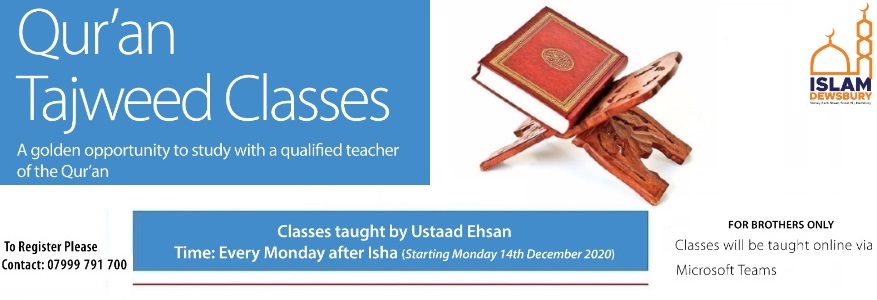 Qur’an
Tajweed Classes
A golden opportunity to study with a qualified teacher
of the Qur’an
ISLAM
DEWSBURY
Classes taught by Ustaad Ehsan
Time: Every Monday after Isha (Starting Monday 14th December 2020)
To Register Please
Contact: 07999 791 700
FOR BROTHERS ONLY
Classes will be taught online via
Microsoft Teams